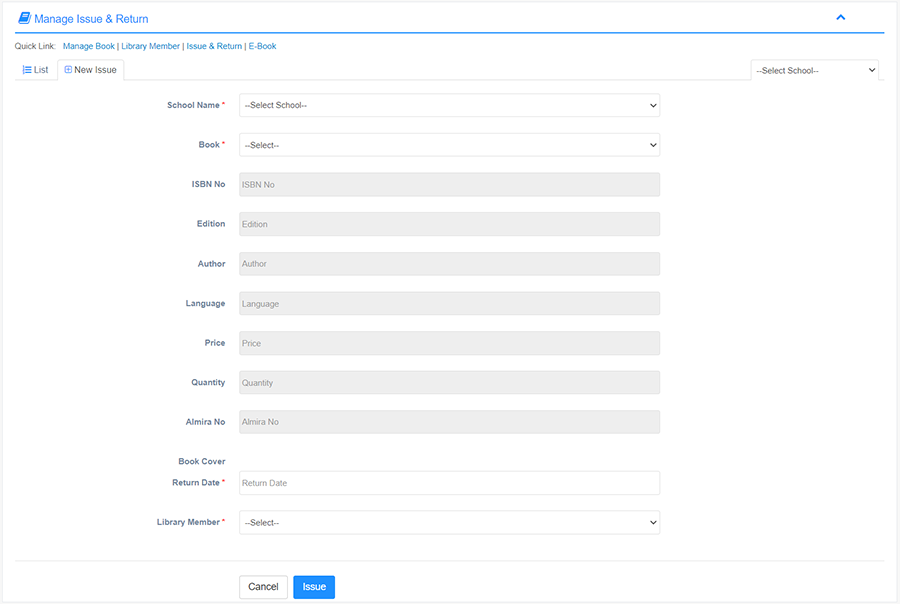 Manage Issue & Return
Quick Link: Manage Book | Library Member | Issue & Return | E-Book
List New Issue --Select School--
School Name * --Select School--
Book * --Select--
ISBN No ISBN No
Edition Edition
Author Author
Language Language
Price Price
Quantity Quantity
Almira No Almira No
Book Cover
Return Date * Return Date
Library Member * --Select--
Cancel Issue